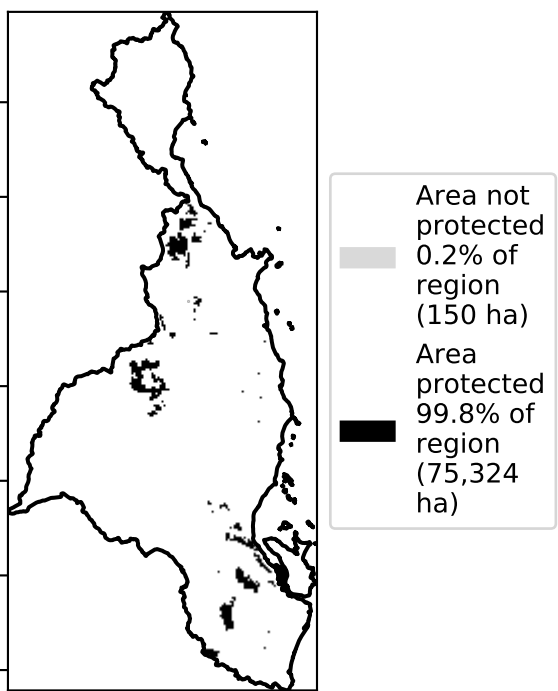 Area not
protected
0.2% of
region
(150 ha)
Area
protected
99.8% of
region
(75,324
ha)